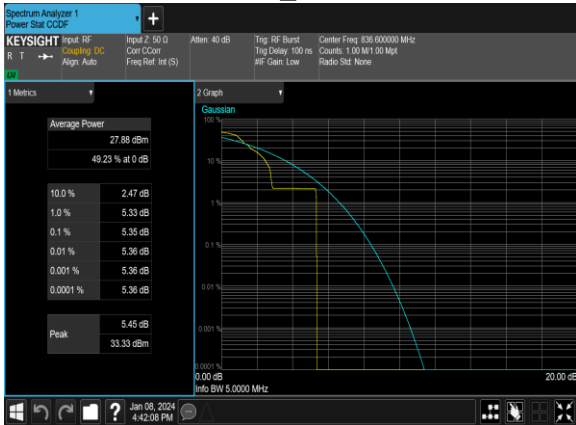 Spectrum Analyzer 1
Power Stat CCDF
KEYSIGHT
R T
LXI
Input: RF
Coupling: DC
Align: Auto
Input Z: 50 Ω
Corr CCorr
Freq Ref: Int (S)
Atten: 40 dB
Trig: RF Burst
Trig Delay: 100 ns
#IF Gain: Low
Center Freq: 836.600000 MHz
Counts: 1.00 M/1.00 Mpt
Radio Std: None
1 Metrics
Average Power
27.88 dBm
49.23 % at 0 dB
10.0 % 2.47 dB
1.0 % 5.33 dB
0.1 % 5.35 dB
0.01 % 5.36 dB
0.001 % 5.36 dB
0.0001 % 5.36 dB
Peak
5.45 dB
33.33 dBm
2 Graph
Gaussian
100 %
10 %
1 %
0.1 %
0.01 %
0.001 %
0.0001 %
0.00 dB 20.00 dB
Info BW 5.0000 MHz
?
Jan 08, 2024
4:42:08 PM